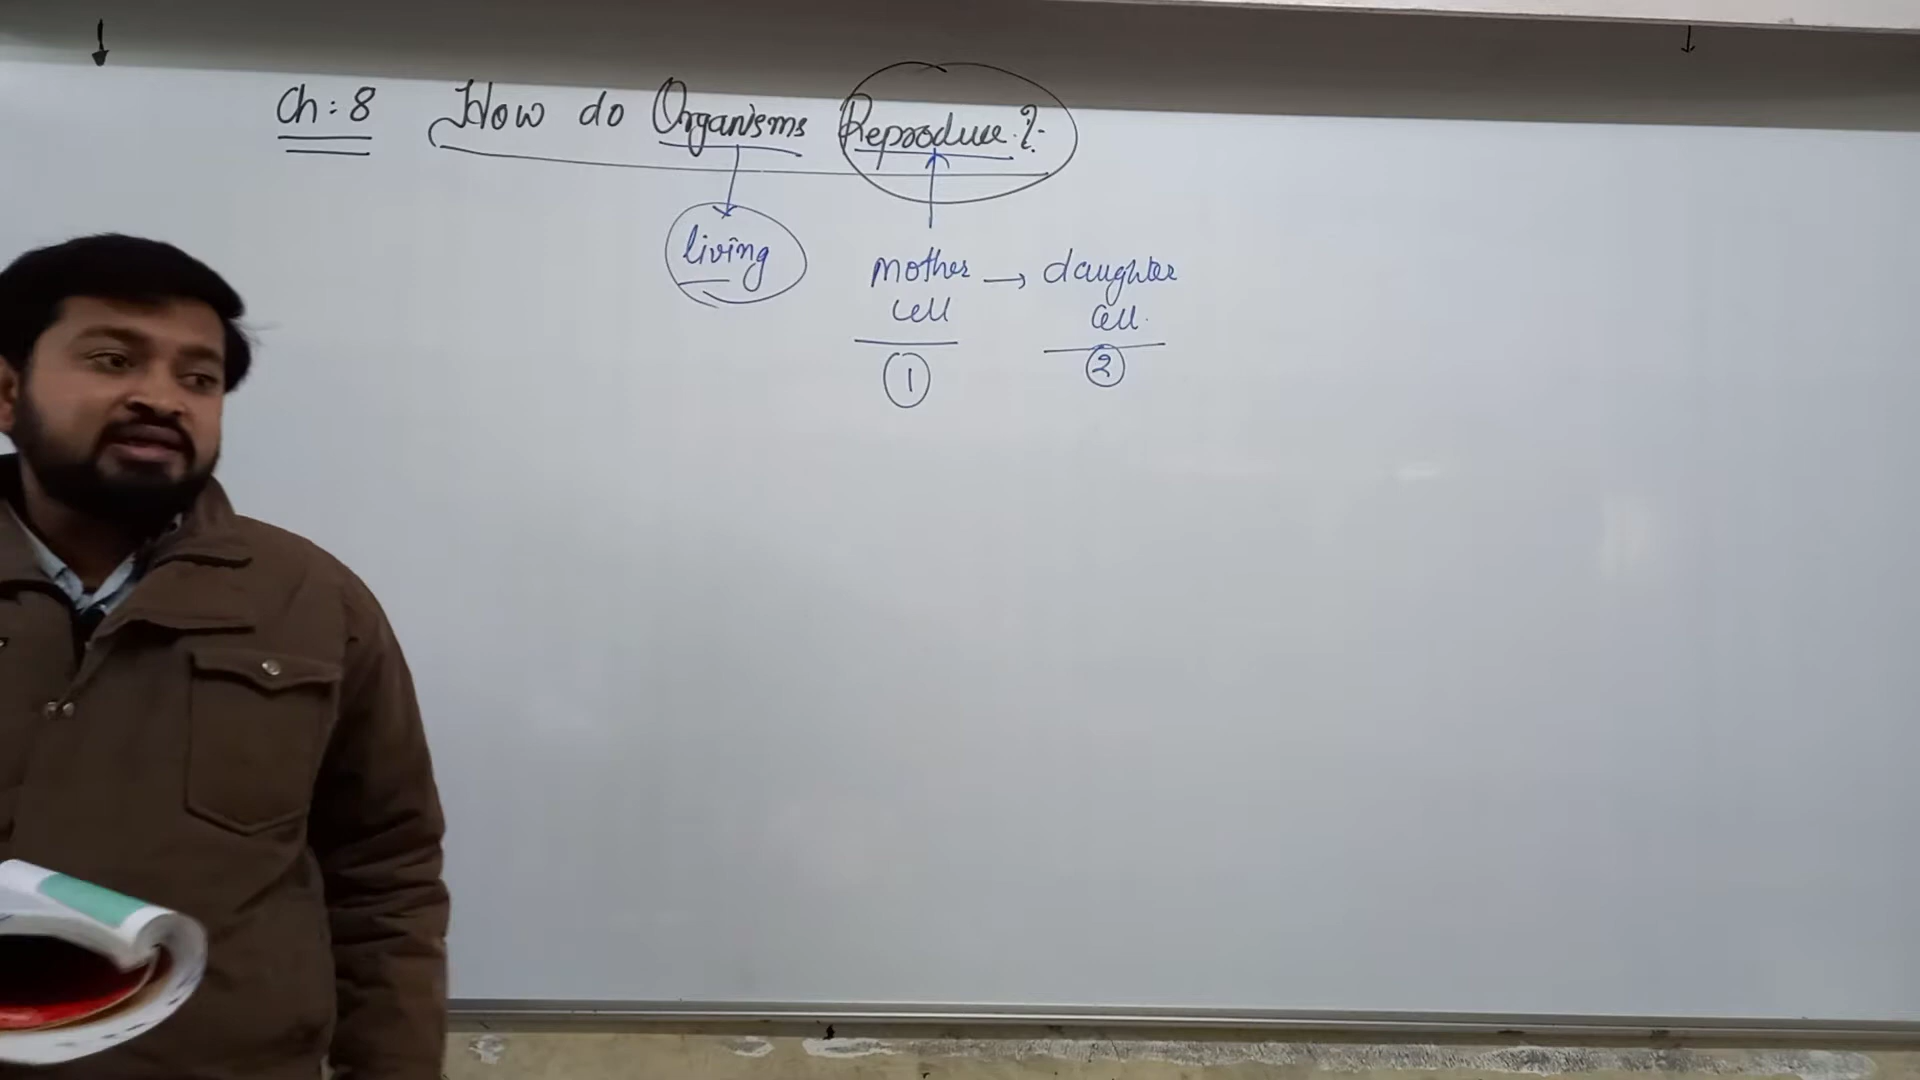 Ch: 8 How do Organisms Reproduce ?
living
mother → daughter
cell cell.
1 2